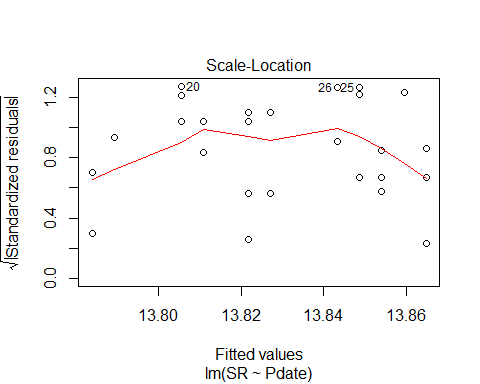 Scale-Location
√|Standardized residuals|
1.2
0.8
0.4
0.0
20
26
25
13.80
13.82
13.84
13.86
Fitted values
lm(SR ~ Pdate)